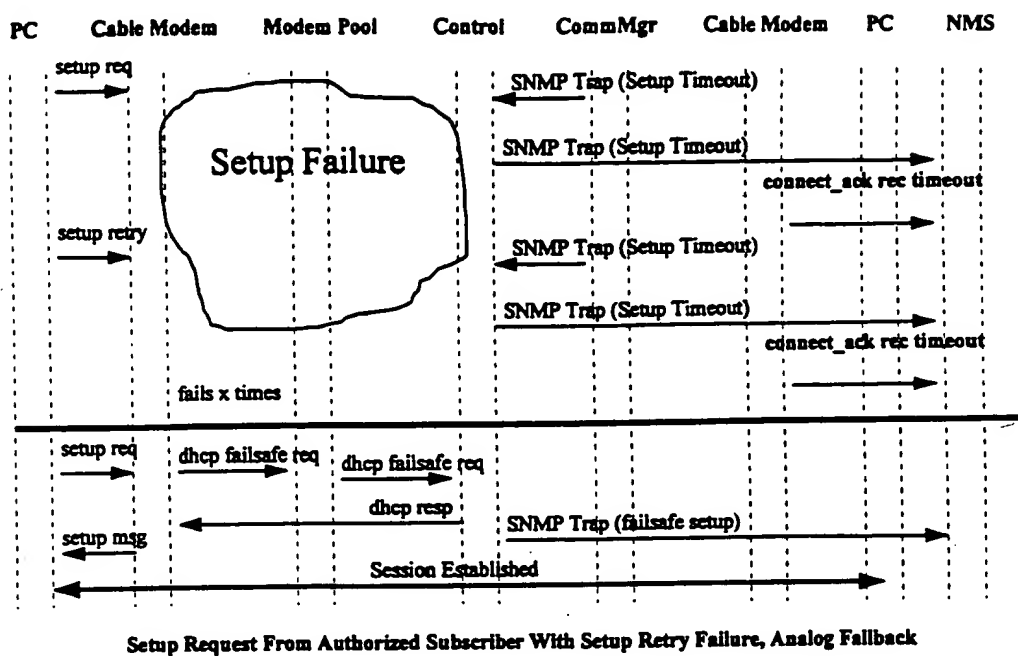 PC Cable Modem Modem Pool Control CommMgr Cable Modem PC NMS
setup req
SNMP Trap (Setup Timeout)
Setup Failure
SNMP Trap (Setup Timeout)
connect_ack rec timeout
setup retry
SNMP Trap (Setup Timeout)
SNMP Trap (Setup Timeout)
connect_ack rec timeout
fails x times
setup req
dhcp failsafe req
dhcp failsafe req
dhcp resp
SNMP Trap (failsafe setup)
setup msg
Session Established
Setup Request From Authorized Subscriber With Setup Retry Failure, Analog Fallback